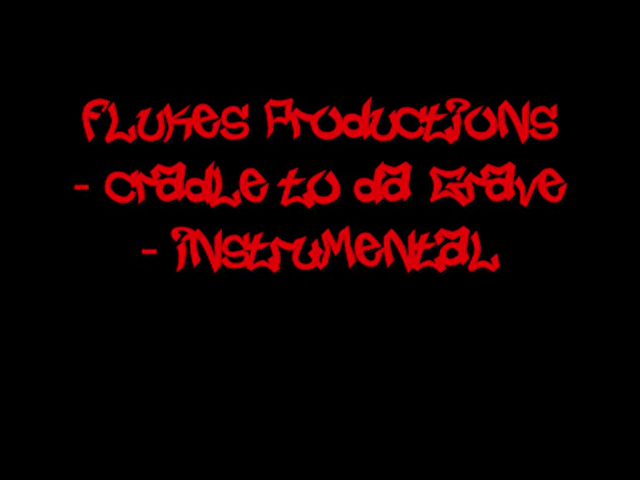 Flukes Productions
- Cradle to da Grave
- instrumental